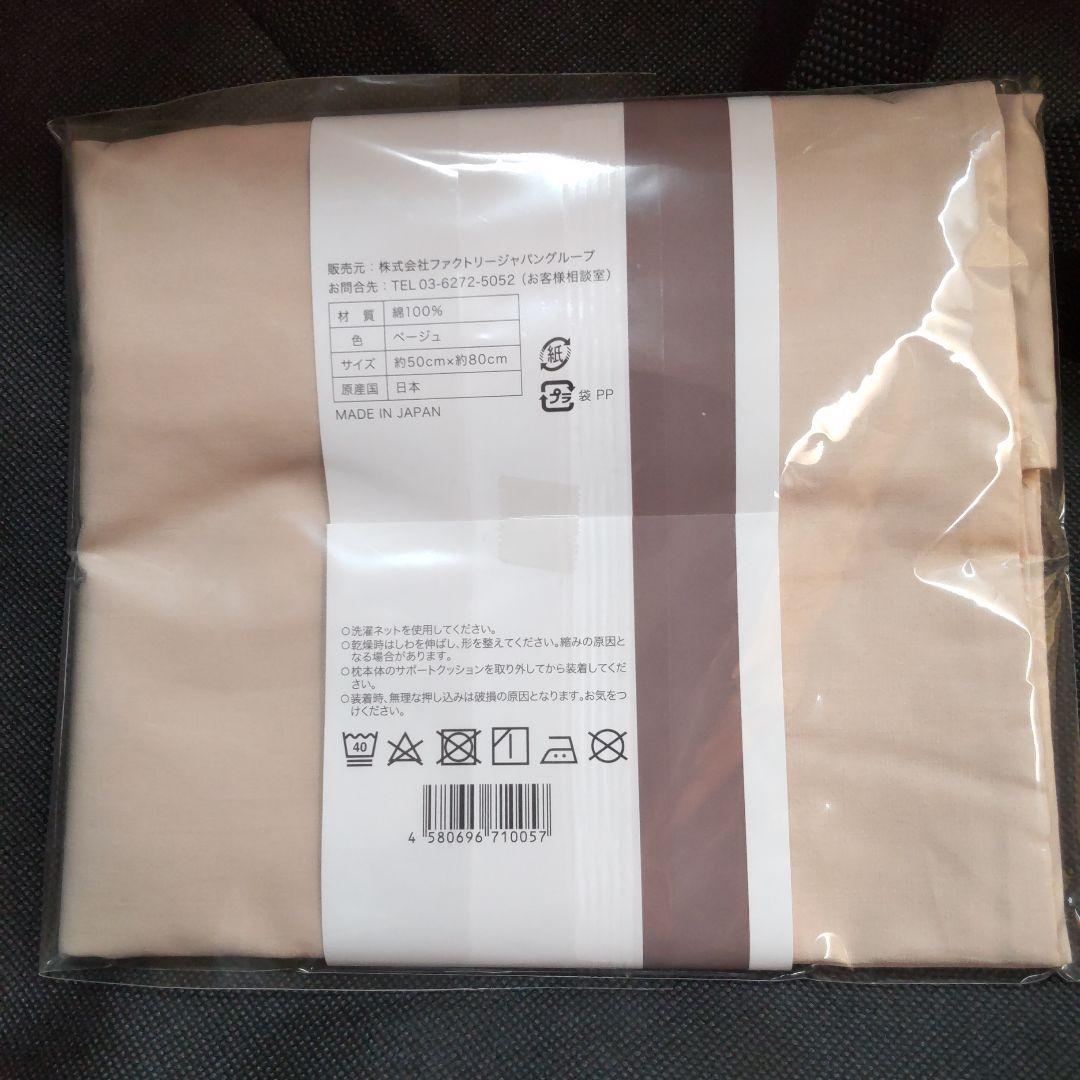 販売元：株式会社ファクトリージャパングループ
お問合先：TEL 03-6272-5052（お客様相談室）
材 質 綿100%
色 ベージュ
サイズ 約50cm×約80cm
原産国 日本
MADE IN JAPAN
紙
プラ 袋 PP
○洗濯ネットを使用してください。
○乾燥時はしわを伸ばし、形を整えてください。縮みの原因と
なる場合があります。
○枕本体のサポートクッションを取り外してから装着してくだ
さい。
○装着時、無理な押し込みは破損の原因となります。お気をつ
けください。
40
4 580696 710057